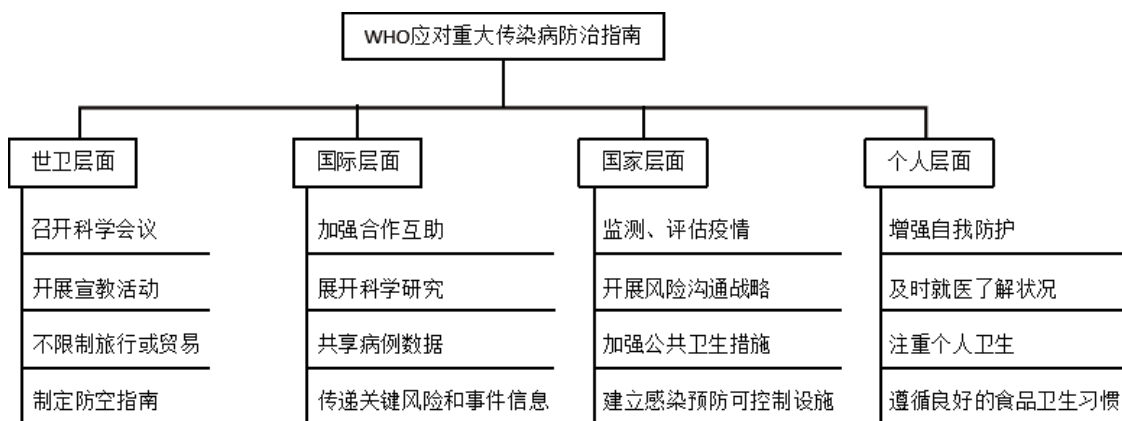 WHO应对重大传染病防治指南
世卫层面
国际层面
国家层面
个人层面
召开科学会议
加强合作互助
监测、评估疫情
增强自我防护
开展宣教活动
展开科学研究
开展风险沟通战略
及时就医了解状况
不限制旅行或贸易
共享病例数据
加强公共卫生措施
注重个人卫生
制定防空指南
传递关键风险和事件信息
建立感染预防可控制设施
遵循良好的食品卫生习惯